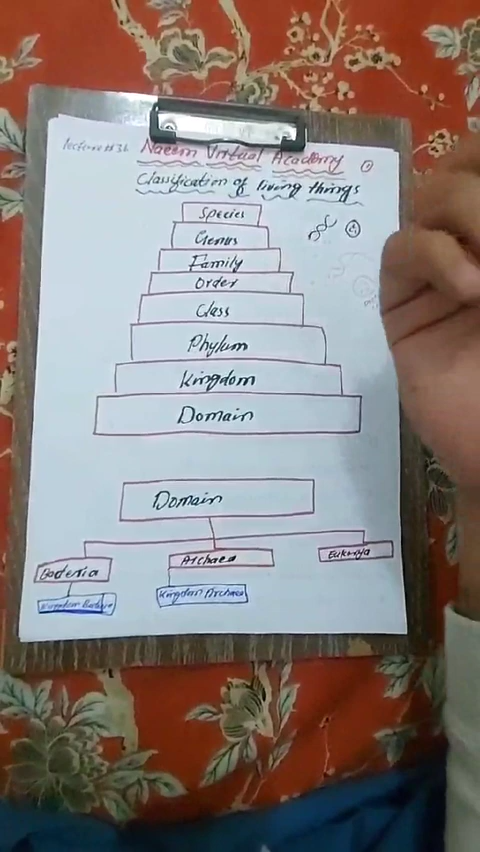 Lecture # 36
Naeem Virtual Academy
Classification of living things
Species
Genus
Family
Order
Class
Phylum
Kingdom
Domain
Domain
Bacteria
Archaea
Eukarya
Kingdom Bacteria
Kingdom Archaea